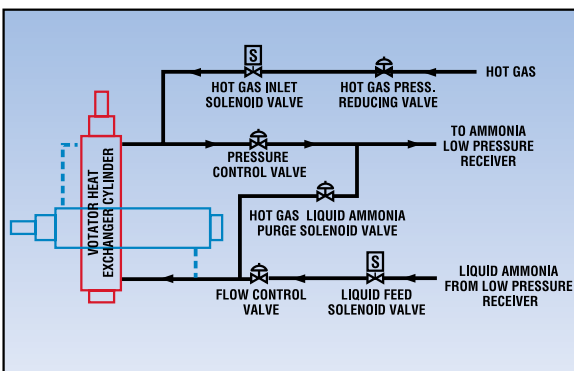 S
HOT GAS INLET
SOLENOID VALVE
HOT GAS PRESS.
REDUCING VALVE
HOT GAS
PRESSURE
CONTROL VALVE
TO AMMONIA
LOW PRESSURE
RECEIVER
VOTATOR HEAT
EXCHANGER CYLINDER
HOT GAS LIQUID AMMONIA
PURGE SOLENOID VALVE
S
FLOW CONTROL
VALVE
LIQUID FEED
SOLENOID VALVE
LIQUID AMMONIA
FROM LOW PRESSURE
RECEIVER